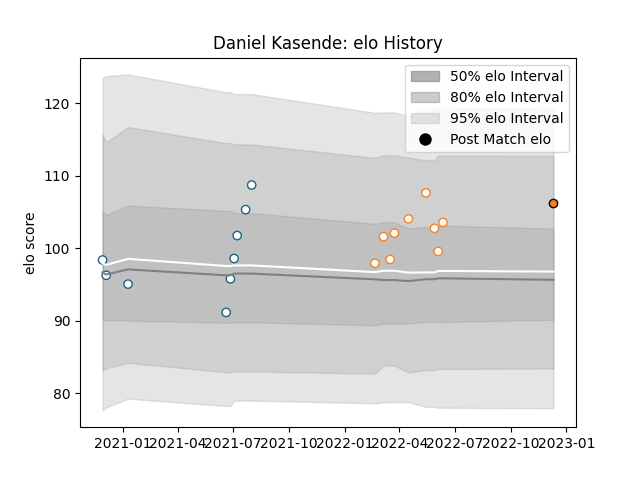 Daniel Kasende: elo History
50% elo Interval
80% elo Interval
95% elo Interval
Post Match elo
elo score
120
110
100
90
80
2021-01 2021-04 2021-07 2021-10 2022-01 2022-04 2022-07 2022-10 2023-01